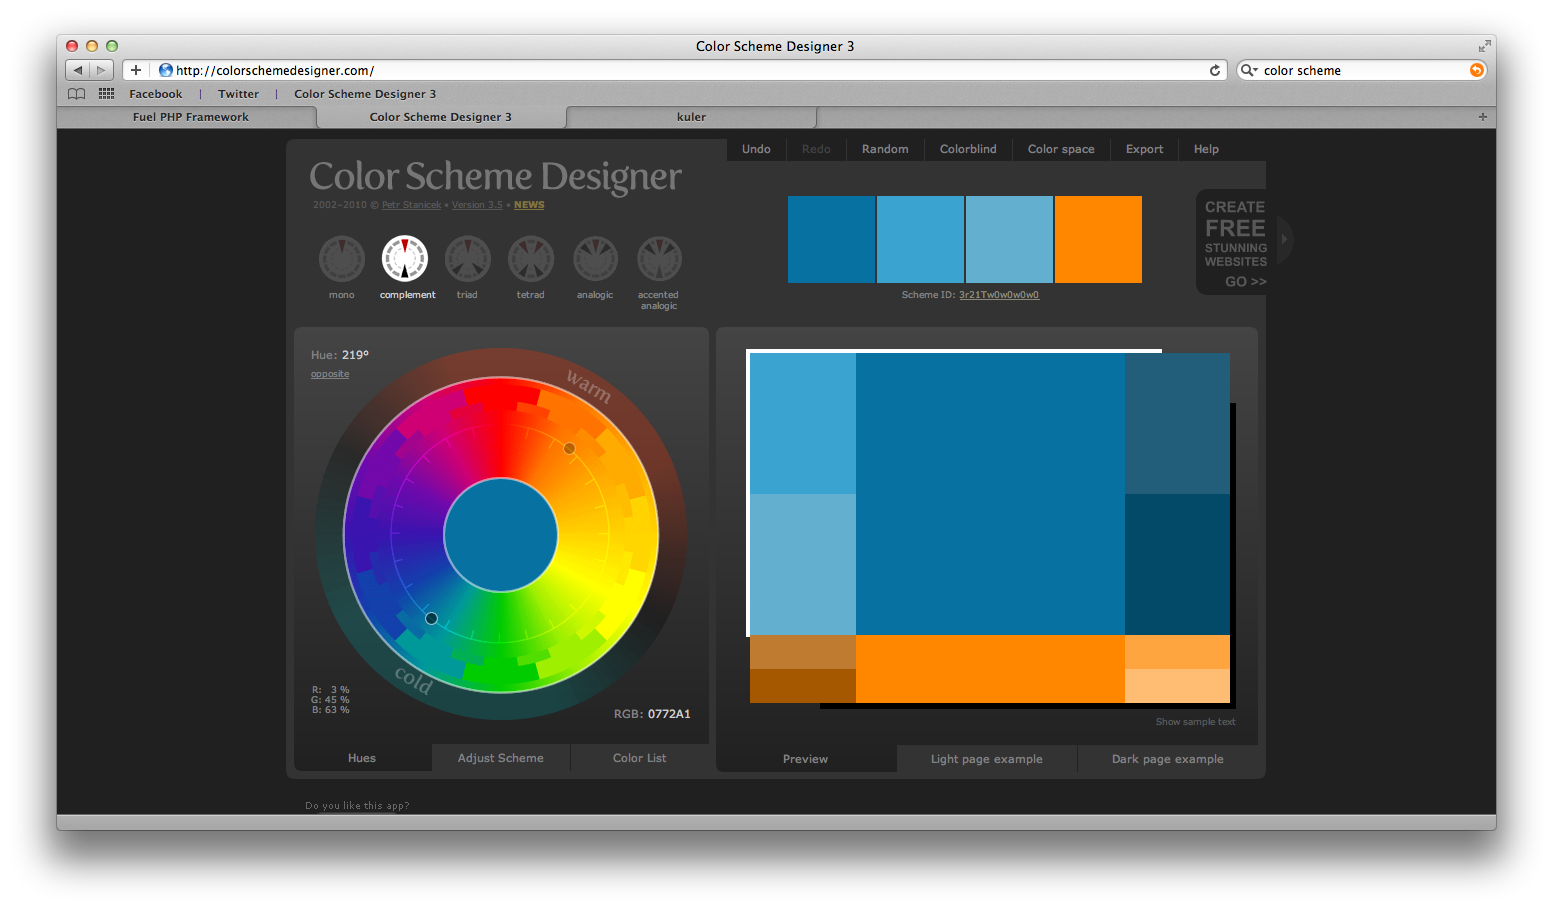 Color Scheme Designer 3
http://colorschemedesigner.com/
color scheme
Facebook | Twitter | Color Scheme Designer 3
Fuel PHP Framework
Color Scheme Designer 3
kuler
Undo
Redo
Random
Colorblind
Color space
Export
Help
Color Scheme Designer
2002–2010 © Petr Stanicek • Version 3.5 • NEWS
mono
complement
triad
tetrad
analogic
accented
analogic
Scheme ID: 3r21Tw0w0w0w0
CREATE
FREE
STUNNING
WEBSITES
GO >>
Hue: 219°
opposite
warm
cold
R: 3 %
G: 45 %
B: 63 %
RGB: 0772A1
Hues
Adjust Scheme
Color List
Show sample text
Preview
Light page example
Dark page example
Do you like this app?